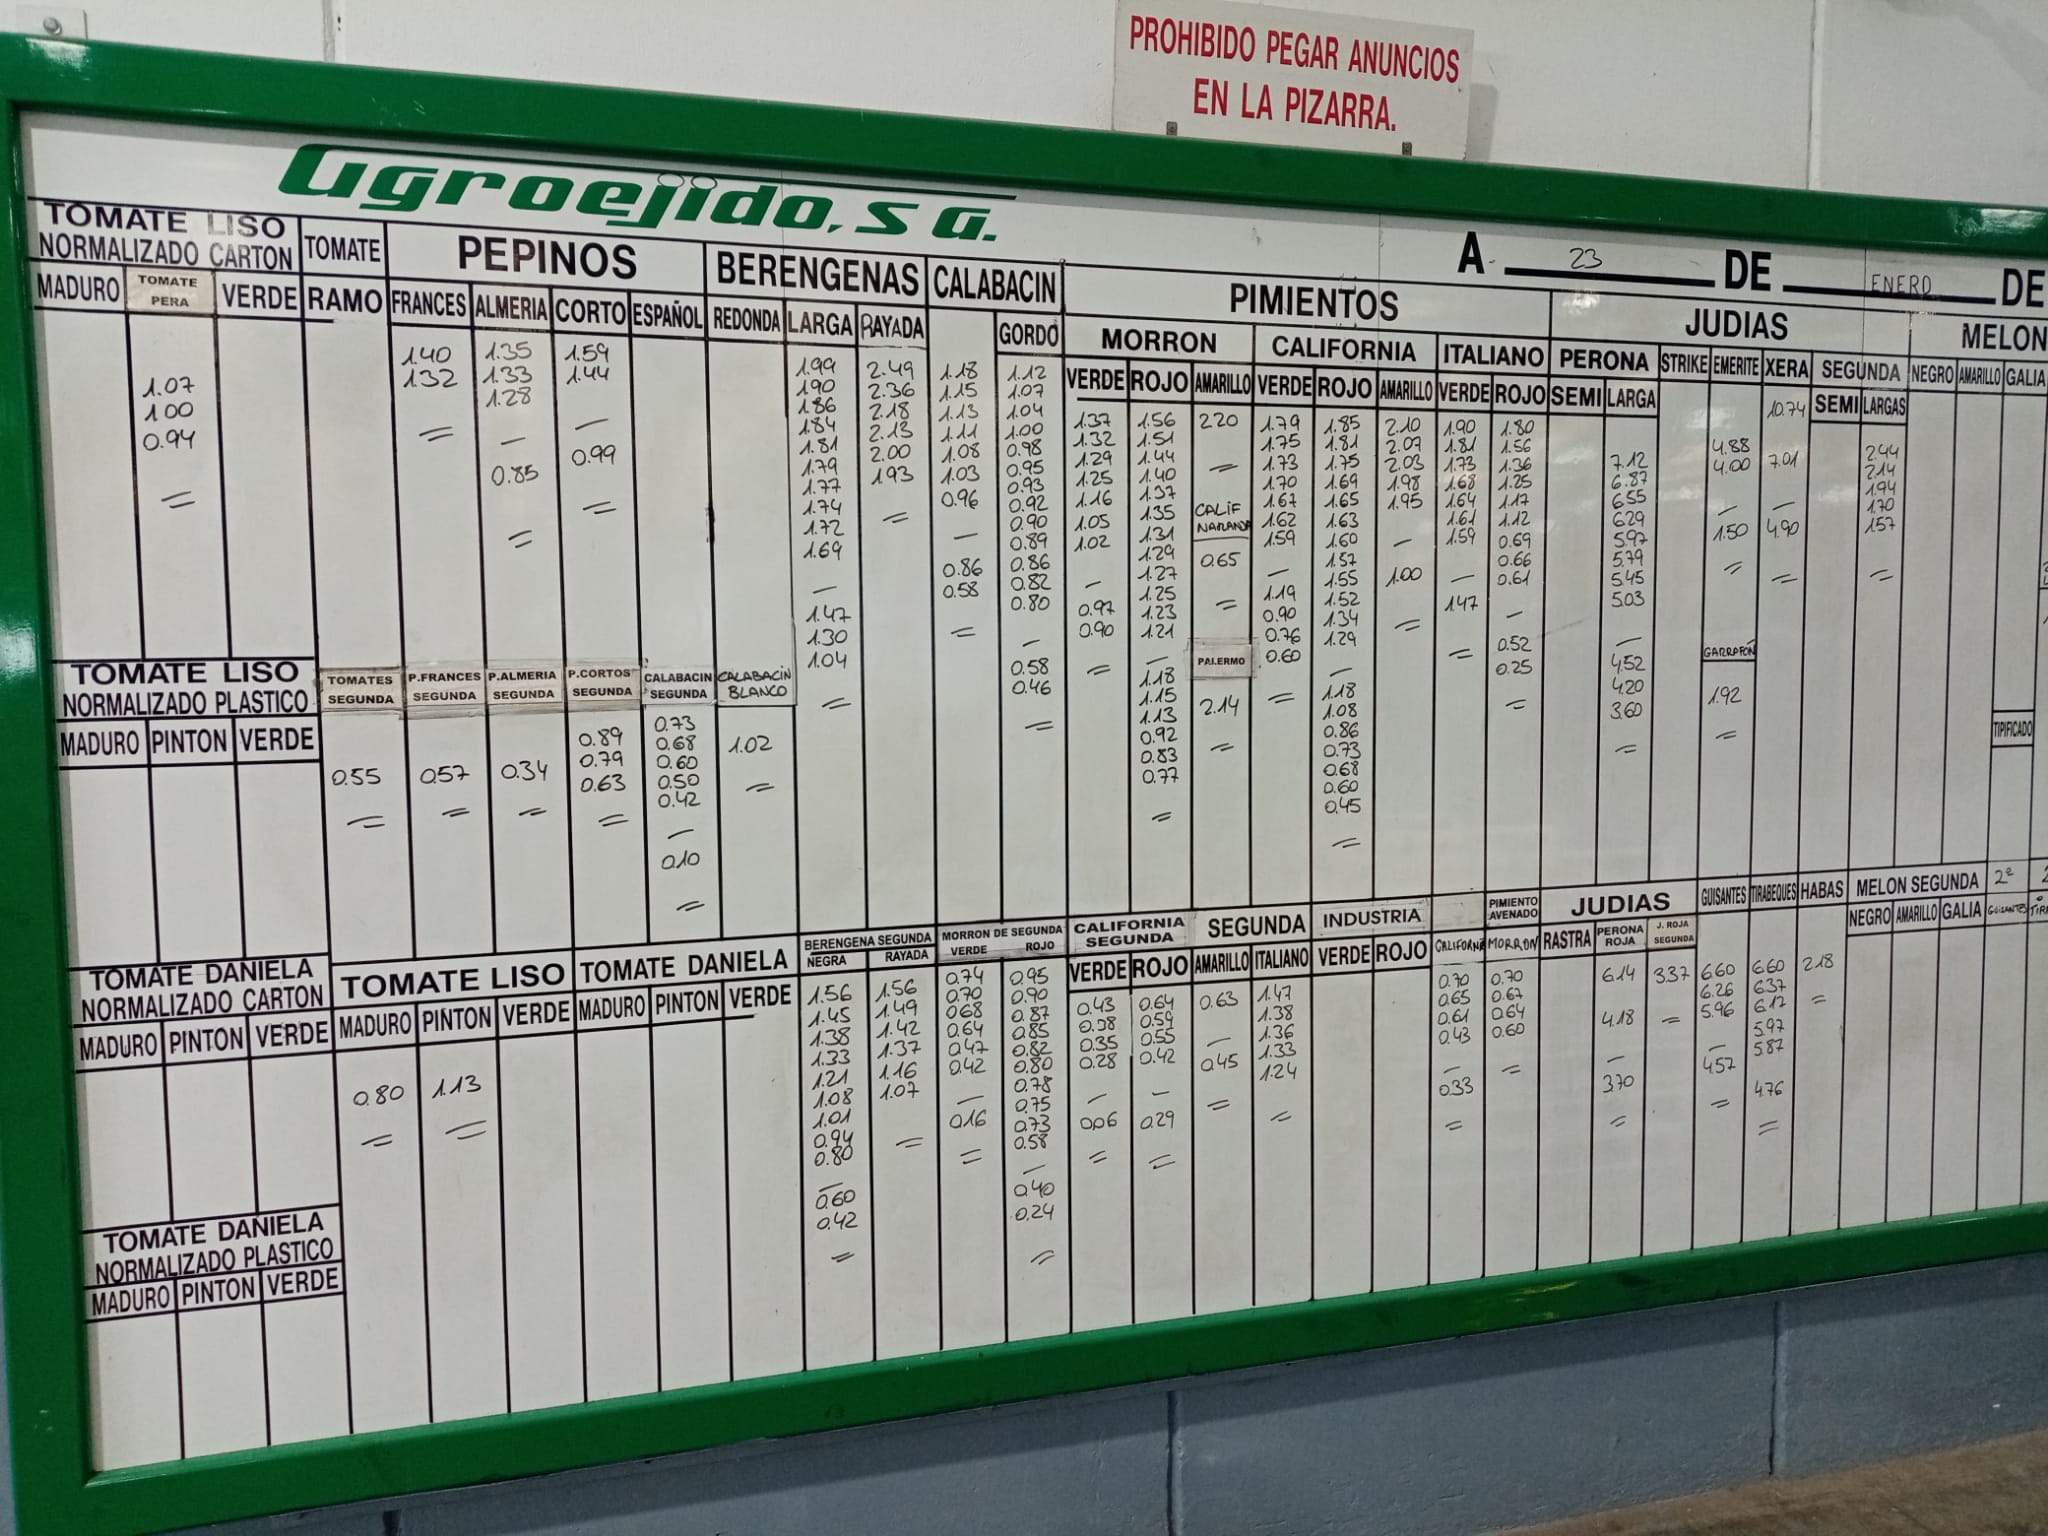 PROHIBIDO PEGAR ANUNCIOS
EN LA PIZARRA.
agroejido, s a.
A 23 DE ENERO DE
TOMATE LISO
NORMALIZADO CARTON
MADURO TOMATE PERA VERDE
1.07
1.00
0.94
TOMATE
RAMO
PEPINOS
FRANCES ALMERIA CORTO ESPAÑOL
1.40 1.35 1.59
1.32 1.33 1.44
1.28
0.85 0.99
BERENGENAS
REDONDA LARGA RAYADA
1.99 2.49
1.90 2.36
1.86 2.18
1.84 2.13
1.81 2.00
1.79 1.93
1.77
1.74
1.72
1.69
1.47
1.30
1.04
CALABACIN
GORDO
1.18 1.12
1.15 1.07
1.13 1.04
1.11 1.00
1.08 0.98
1.03 0.95
0.96 0.93
0.92
0.90
0.89
0.86 0.86
0.58 0.82
0.80
0.58
0.46
PIMIENTOS
MORRON
VERDE ROJO AMARILLO
1.37 1.56 2.20
1.32 1.51
1.29 1.44
1.25 1.40
1.16 1.37
1.05 1.35
1.02 1.31
1.29
1.27
1.25
0.97 1.23
0.90 1.21
1.18
1.15
1.13
0.92
0.83
0.77
CALIF
NARANJA
0.65
PALERMO
2.14
CALIFORNIA
VERDE ROJO AMARILLO
1.79 1.85 2.10
1.75 1.81 2.07
1.73 1.75 2.03
1.70 1.69 1.98
1.67 1.65 1.95
1.62 1.63
1.59 1.60
1.57
1.55 1.00
1.19 1.52
0.90 1.34
0.76 1.29
0.60
1.18
1.08
0.86
0.73
0.68
0.60
0.45
ITALIANO
VERDE ROJO
1.90 1.80
1.81 1.56
1.73 1.36
1.68 1.25
1.64 1.17
1.61 1.12
1.59 0.69
0.66
0.61
1.47
0.52
0.25
JUDIAS
PERONA STRIKE EMERITE XERA SEGUNDA
SEMI LARGA SEMI LARGAS
7.12
6.87
6.55
6.29
5.97
5.79
5.45
5.03
4.52
4.20
3.60
4.88
4.00
1.50
GARRAFON
1.92
10.74
7.01
4.90
2.44
2.14
1.94
1.70
1.57
MELON
NEGRO AMARILLO GALIA
TIPIFICADO
TOMATE LISO
NORMALIZADO PLASTICO
MADURO PINTON VERDE
TOMATES SEGUNDA
0.55
P.FRANCES SEGUNDA
0.57
P.ALMERIA SEGUNDA
0.34
P.CORTOS SEGUNDA
0.89
0.79
0.63
CALABACIN SEGUNDA
0.73
0.68
0.60
0.50
0.42
0.10
CALABACIN
BLANCO
1.02
TOMATE DANIELA
NORMALIZADO CARTON
MADURO PINTON VERDE
TOMATE LISO
MADURO PINTON VERDE
0.80 1.13
TOMATE DANIELA
MADURO PINTON VERDE
BERENGENA SEGUNDA
NEGRA RAYADA
1.56 1.56
1.45 1.49
1.38 1.42
1.33 1.37
1.21 1.16
1.08 1.07
1.01
0.94
0.80
0.60
0.42
MORRON DE SEGUNDA
VERDE ROJO
0.74 0.95
0.70 0.90
0.68 0.87
0.64 0.85
0.47 0.82
0.42 0.80
0.78
0.75
0.16 0.73
0.58
0.40
0.24
CALIFORNIA SEGUNDA
VERDE ROJO
0.43 0.64
0.38 0.59
0.35 0.55
0.28 0.42
0.06 0.29
SEGUNDA
AMARILLO ITALIANO
0.63 1.47
1.38
1.36
0.45 1.33
1.24
INDUSTRIA
VERDE ROJO
PIMIENTO AVENADO
CALIFORNIA MORRON
0.70 0.70
0.65 0.67
0.61 0.64
0.43 0.60
0.33
JUDIAS
RASTRA PERONA ROJA J. ROJA SEGUNDA
6.14 3.37
4.18
3.70
GUISANTES TIRABEQUES HABAS
6.60 6.60 2.18
6.26 6.37
5.96 6.17
5.97
5.87
4.57
4.76
MELON SEGUNDA 2ª
NEGRO AMARILLO GALIA GUISANTES
TOMATE DANIELA
NORMALIZADO PLASTICO
MADURO PINTON VERDE